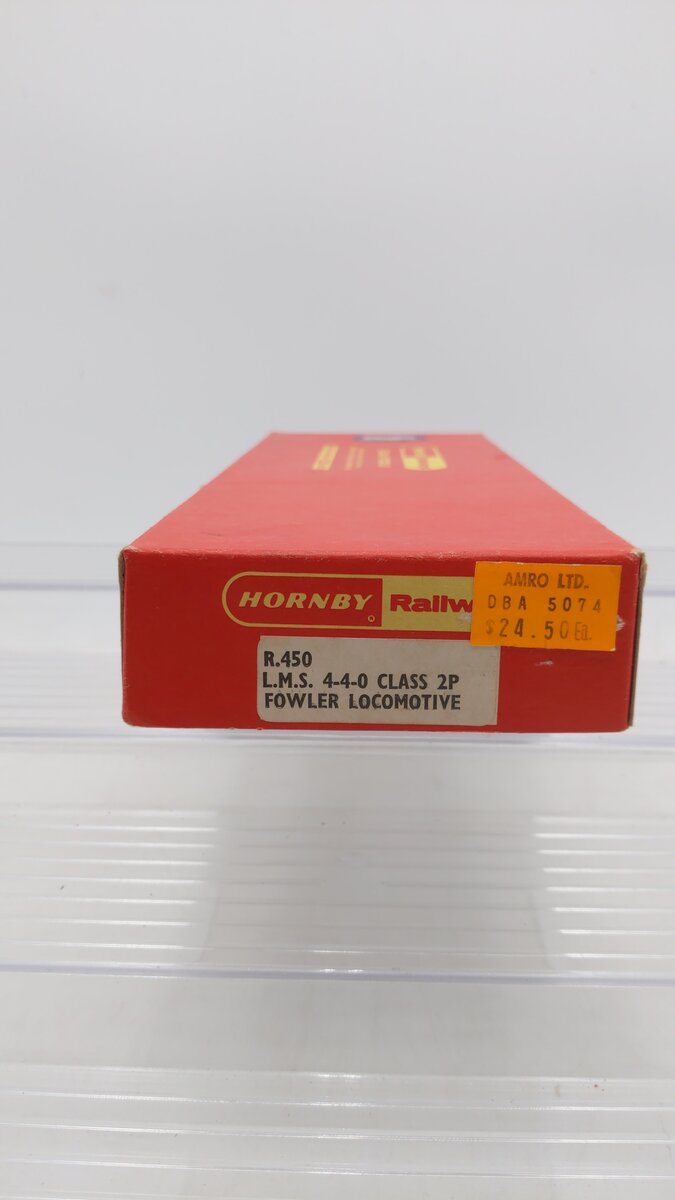 HORNBY ® Railw
AMRO LTD.
DBA 5074
$24.50 Ea.
R.450
L.M.S. 4-4-0 CLASS 2P
FOWLER LOCOMOTIVE